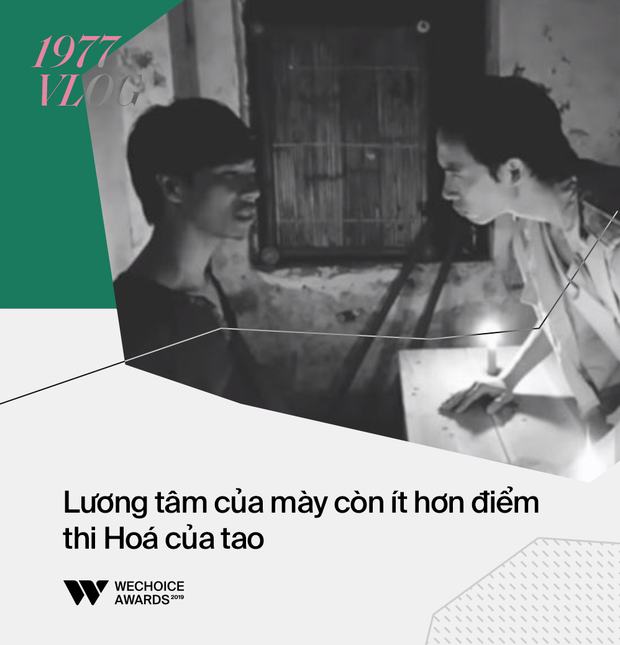 1977
VLOG
Lương tâm của mày còn ít hơn điểm
thi Hoá của tao
WECHOICE
AWARDS 2019